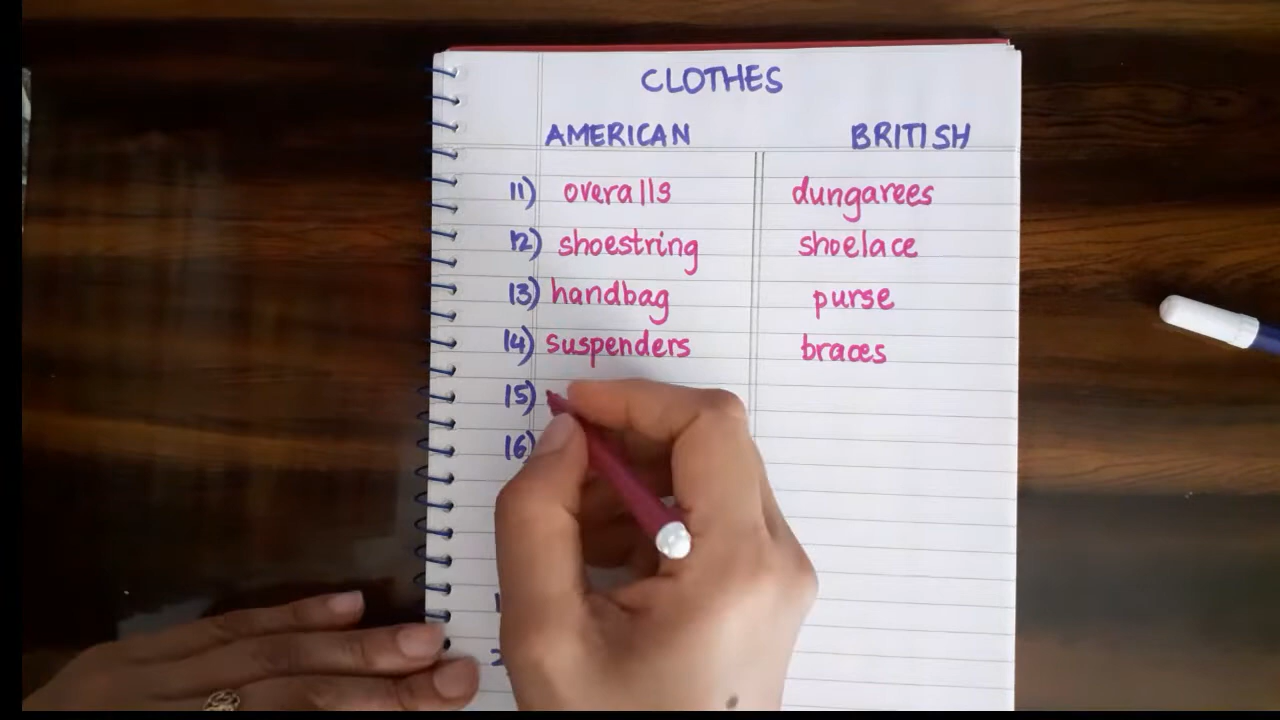 CLOTHES
AMERICAN BRITISH
11) overalls dungarees
12) shoestring shoelace
13) handbag purse
14) suspenders braces
15)
16)